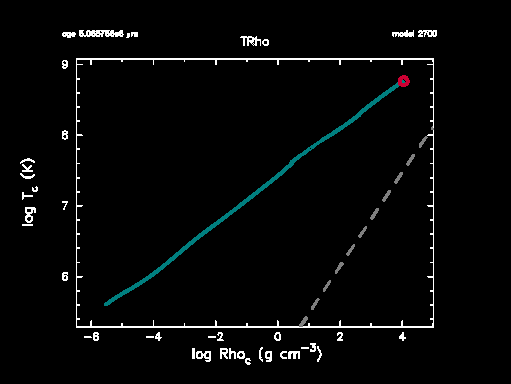 age 5.065756e6 yrs
model 2700
TRho
9
8
7
6
log T_c (K)
−6 −4 −2 0 2 4
log Rho_c (g cm^−3)